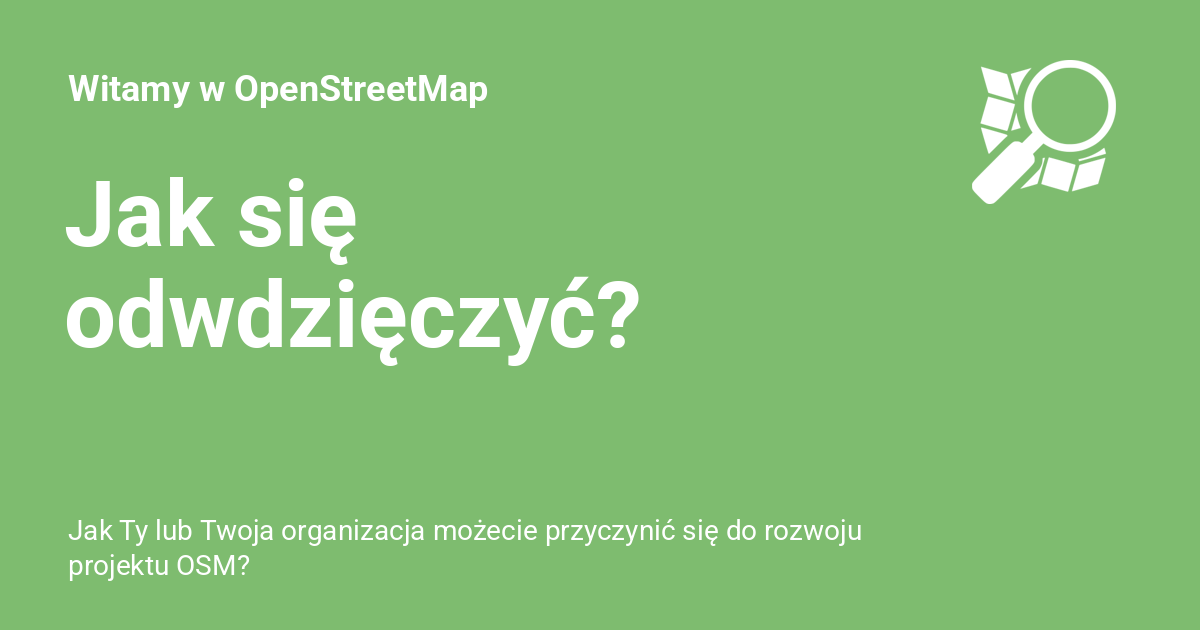 Witamy w OpenStreetMap
Jak się
odwdzięczyć?
Jak Ty lub Twoja organizacja możecie przyczynić się do rozwoju
projektu OSM?